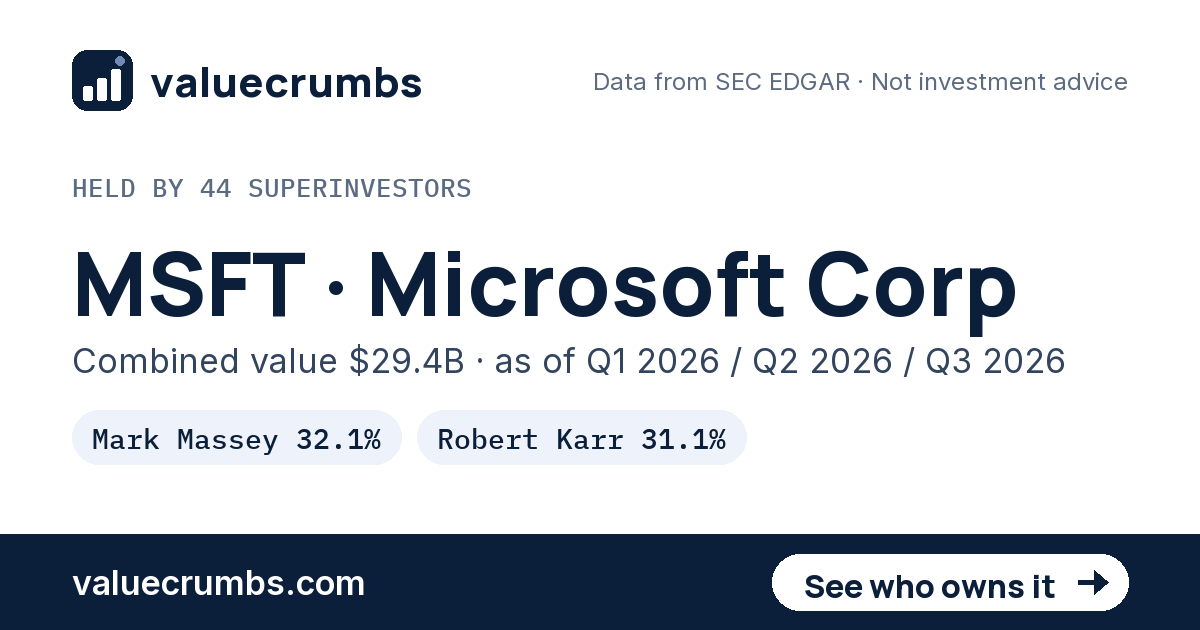 valuecrumbs
Data from SEC EDGAR · Not investment advice
HELD BY 44 SUPERINVESTORS
MSFT · Microsoft Corp
Combined value $29.4B · as of Q1 2026 / Q2 2026 / Q3 2026
Mark Massey 32.1%
Robert Karr 31.1%
valuecrumbs.com
See who owns it →